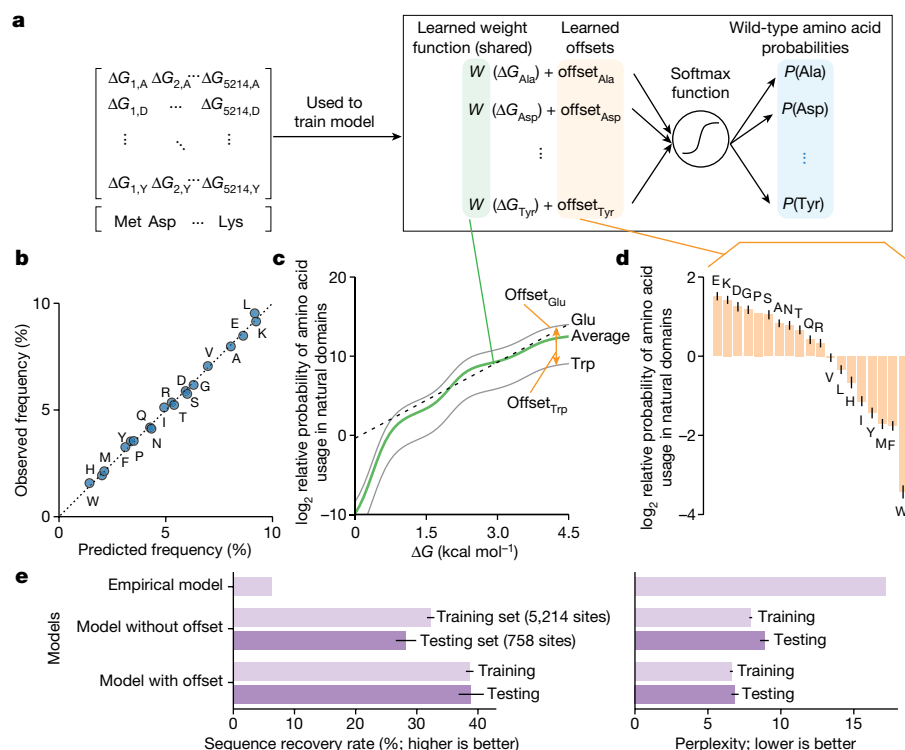 a
Learned weight function (shared)
Learned offsets
Wild-type amino acid probabilities
ΔG1,A ΔG2,A ··· ΔG5214,A
ΔG1,D ··· ΔG5214,D
⋮ ⋱ ⋮
ΔG1,Y ΔG2,Y ··· ΔG5214,Y
Met Asp ··· Lys
Used to train model
W (ΔGAla) + offsetAla
W (ΔGAsp) + offsetAsp
⋮
W (ΔGTyr) + offsetTyr
Softmax function
P(Ala)
P(Asp)
⋮
P(Tyr)
b
Observed frequency (%)
10
5
0
0 5 10
Predicted frequency (%)
L
K
E
A
V
G
D
S
R
T
I
Q
N
P
Y
F
M
H
W
c
log2 relative probability of amino acid usage in natural domains
20
10
0
−10
0 1.5 3.0 4.5
ΔG (kcal mol−1)
OffsetGlu
Glu
Average
Trp
OffsetTrp
d
log2 relative probability of amino acid usage in natural domains
2
0
−2
−4
E K D G P S A N T Q R V L H I Y M F W
e
Models
Empirical model
Model without offset
Model with offset
Training set (5,214 sites)
Testing set (758 sites)
Training
Testing
0 10 20 30 40
Sequence recovery rate (%; higher is better)
Training
Testing
Training
Testing
0 5 10 15
Perplexity; lower is better